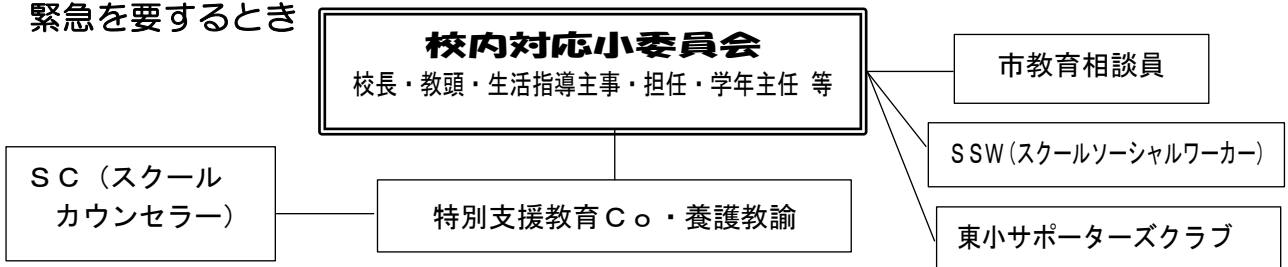 緊急を要するとき
校内対応小委員会
校長・教頭・生活指導主事・担任・学年主任 等
市教育相談員
SSW(スクールソーシャルワーカー)
SC(スクール
カウンセラー)
特別支援教育Co・養護教諭
東小サポーターズクラブ